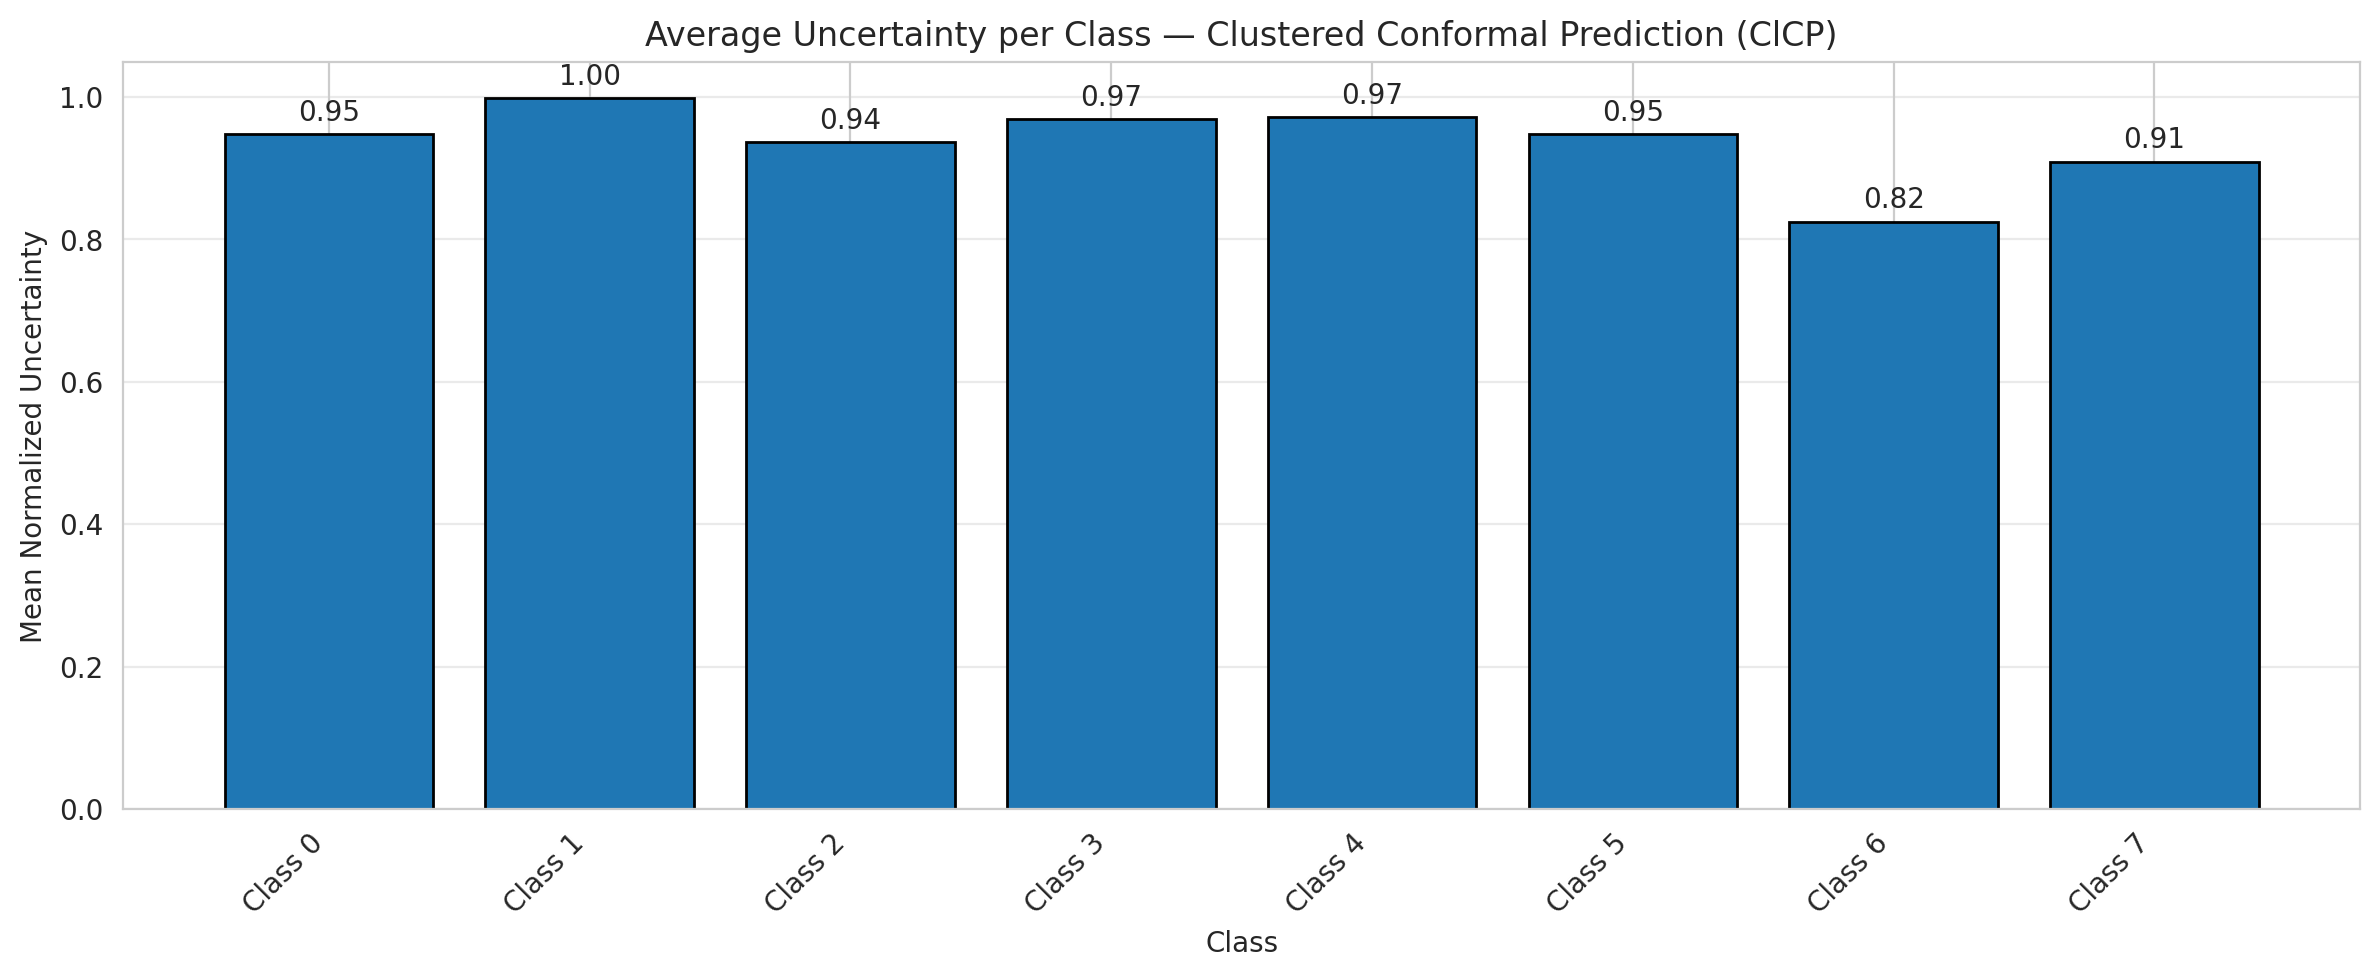 Average Uncertainty per Class — Clustered Conformal Prediction (ClCP)
Mean Normalized Uncertainty
1.0
0.8
0.6
0.4
0.2
0.0
0.95
1.00
0.94
0.97
0.97
0.95
0.82
0.91
Class 0
Class 1
Class 2
Class 3
Class 4
Class 5
Class 6
Class 7
Class